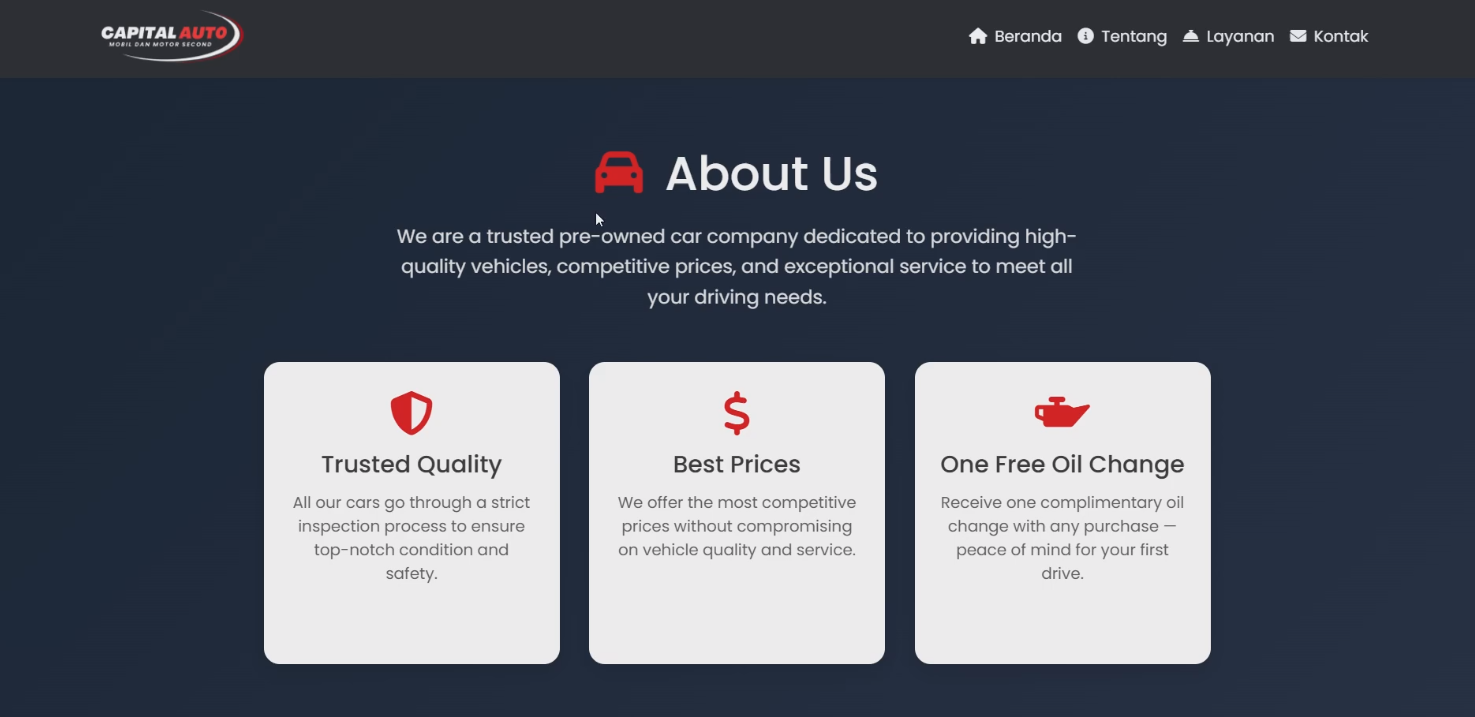 CAPITAL AUTO
MOBIL DAN MOTOR SECOND
Beranda
Tentang
Layanan
Kontak
About Us
We are a trusted pre-owned car company dedicated to providing high-
quality vehicles, competitive prices, and exceptional service to meet all
your driving needs.
Trusted Quality
All our cars go through a strict
inspection process to ensure
top-notch condition and
safety.
Best Prices
We offer the most competitive
prices without compromising
on vehicle quality and service.
One Free Oil Change
Receive one complimentary oil
change with any purchase —
peace of mind for your first
drive.